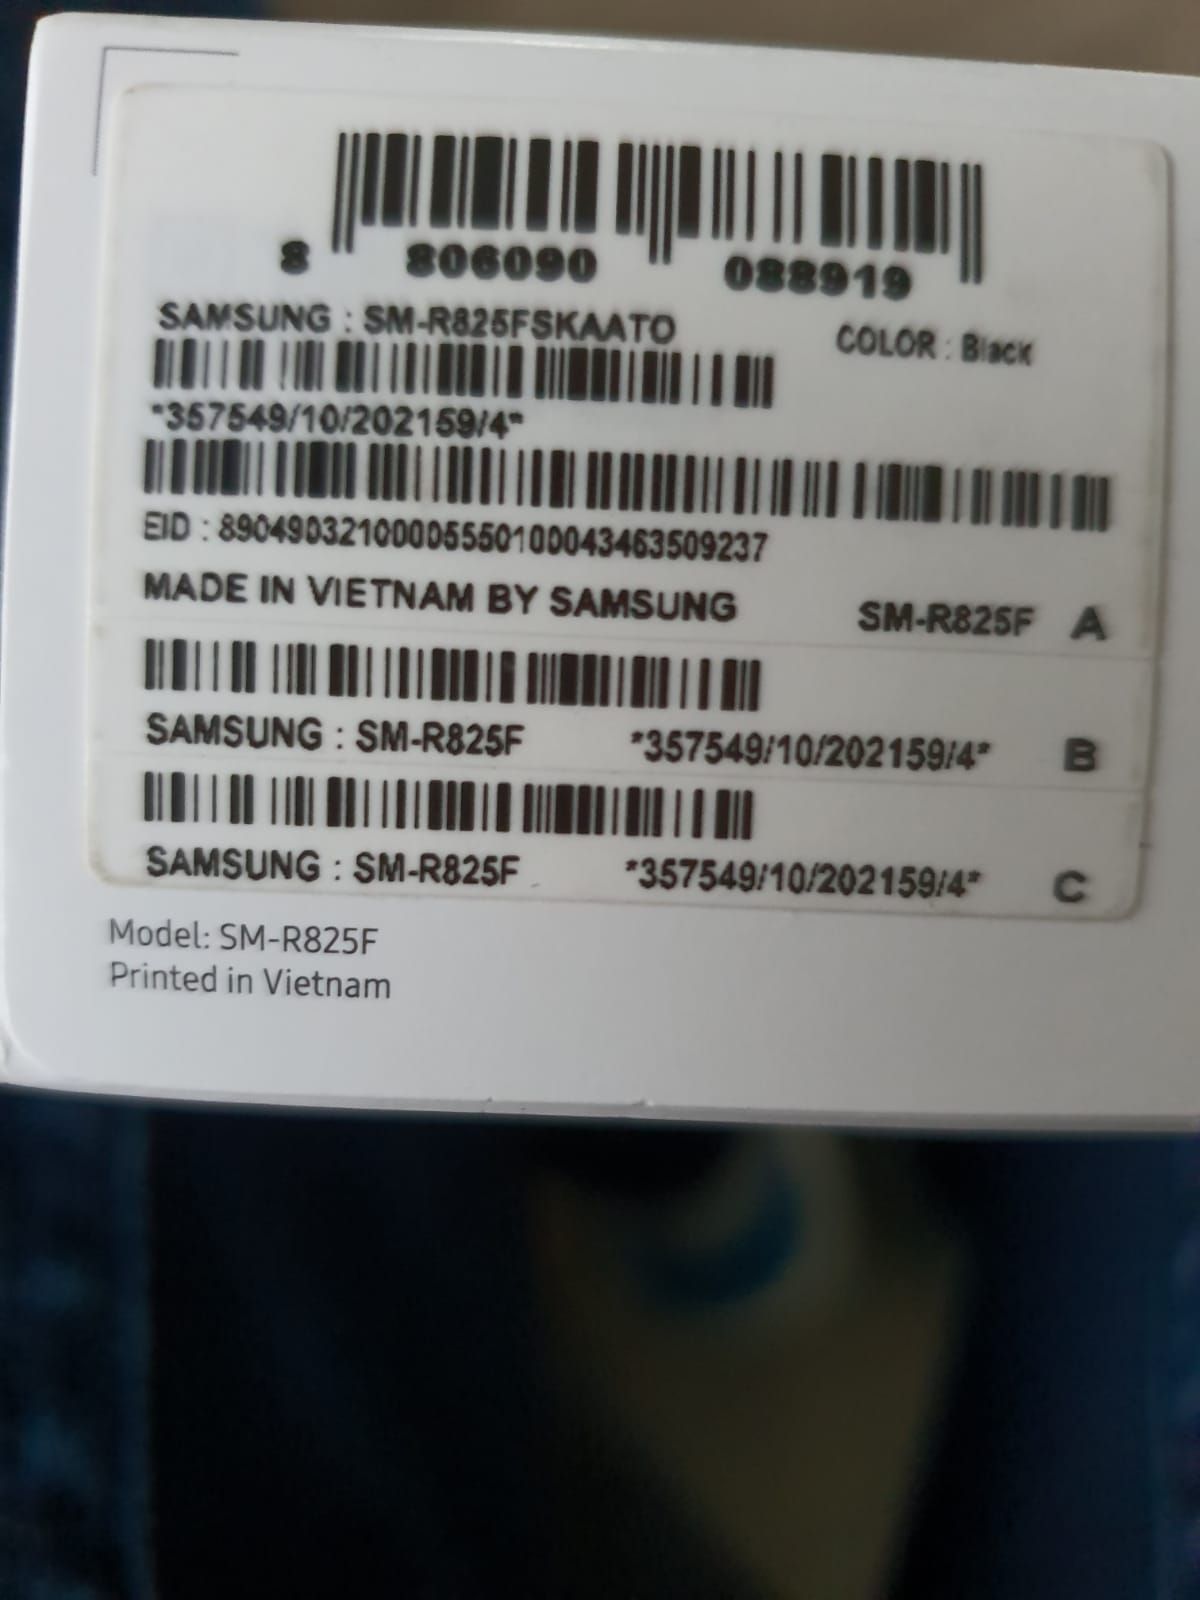 8 806090 088919
SAMSUNG : SM-R825FSKAATO COLOR : Black
*357549/10/202159/4*
EID : 89049032100005550100043463509237
MADE IN VIETNAM BY SAMSUNG SM-R825F A
SAMSUNG : SM-R825F *357549/10/202159/4* B
SAMSUNG : SM-R825F *357549/10/202159/4* C
Model: SM-R825F
Printed in Vietnam